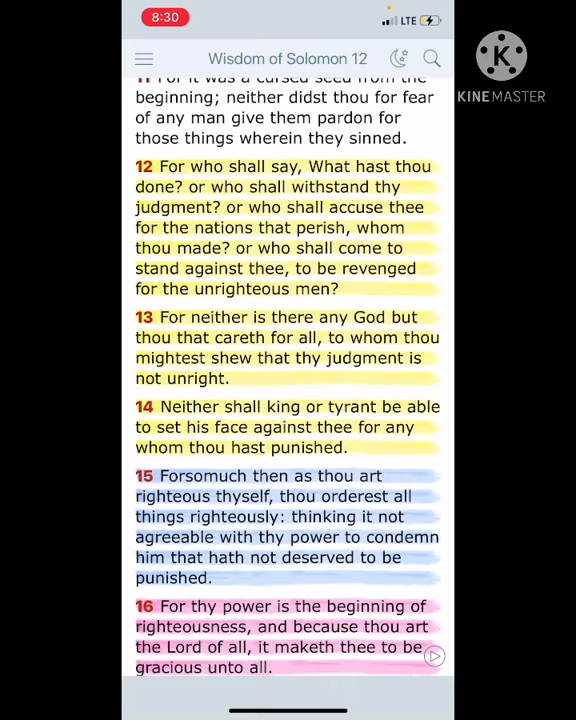 8:30
LTE
Wisdom of Solomon 12
KINEMASTER
11 For it was a cursed seed from the
beginning; neither didst thou for fear
of any man give them pardon for
those things wherein they sinned.
12 For who shall say, What hast thou
done? or who shall withstand thy
judgment? or who shall accuse thee
for the nations that perish, whom
thou made? or who shall come to
stand against thee, to be revenged
for the unrighteous men?
13 For neither is there any God but
thou that careth for all, to whom thou
mightest shew that thy judgment is
not unright.
14 Neither shall king or tyrant be able
to set his face against thee for any
whom thou hast punished.
15 Forsomuch then as thou art
righteous thyself, thou orderest all
things righteously: thinking it not
agreeable with thy power to condemn
him that hath not deserved to be
punished.
16 For thy power is the beginning of
righteousness, and because thou art
the Lord of all, it maketh thee to be
gracious unto all.